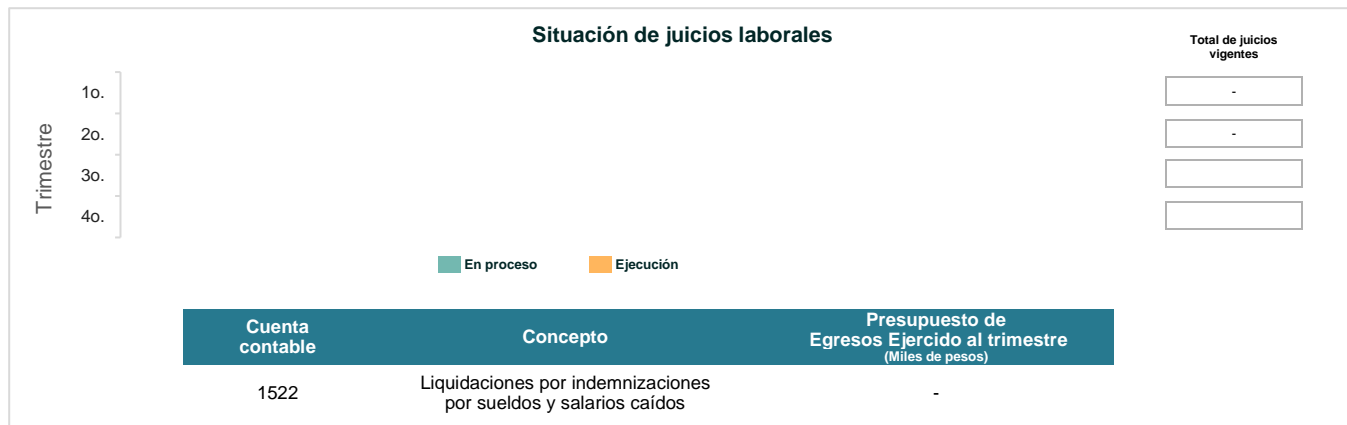 Situación de juicios laborales
Total de juicios
vigentes
Trimestre
1o.
-
2o.
-
3o.
4o.
En proceso
Ejecución
Cuenta
contable
Concepto
Presupuesto de
Egresos Ejercido al trimestre
(Miles de pesos)
1522
Liquidaciones por indemnizaciones
por sueldos y salarios caídos
-